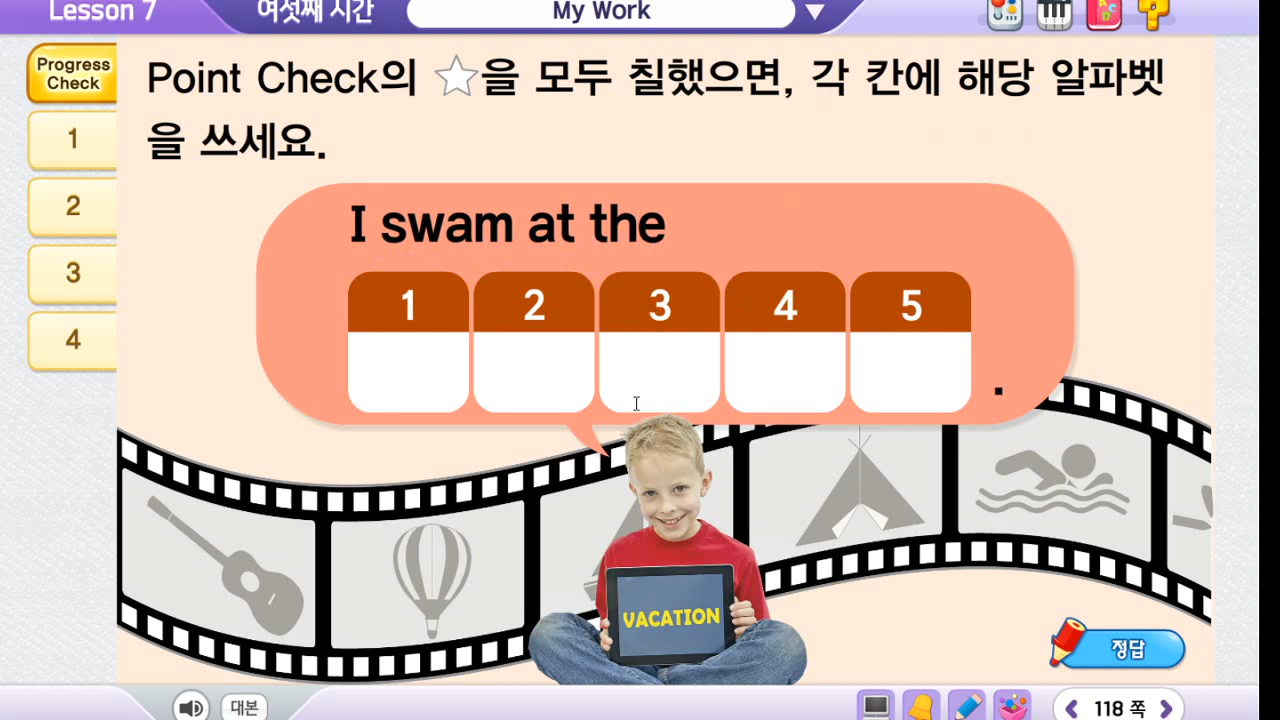 Lesson 7
여섯째 시간
My Work
Progress
Check
Point Check의 ☆을 모두 칠했으면, 각 칸에 해당 알파벳
을 쓰세요.
1
2
3
4
I swam at the
1 2 3 4 5
.
VACATION
정답
대본
118 쪽